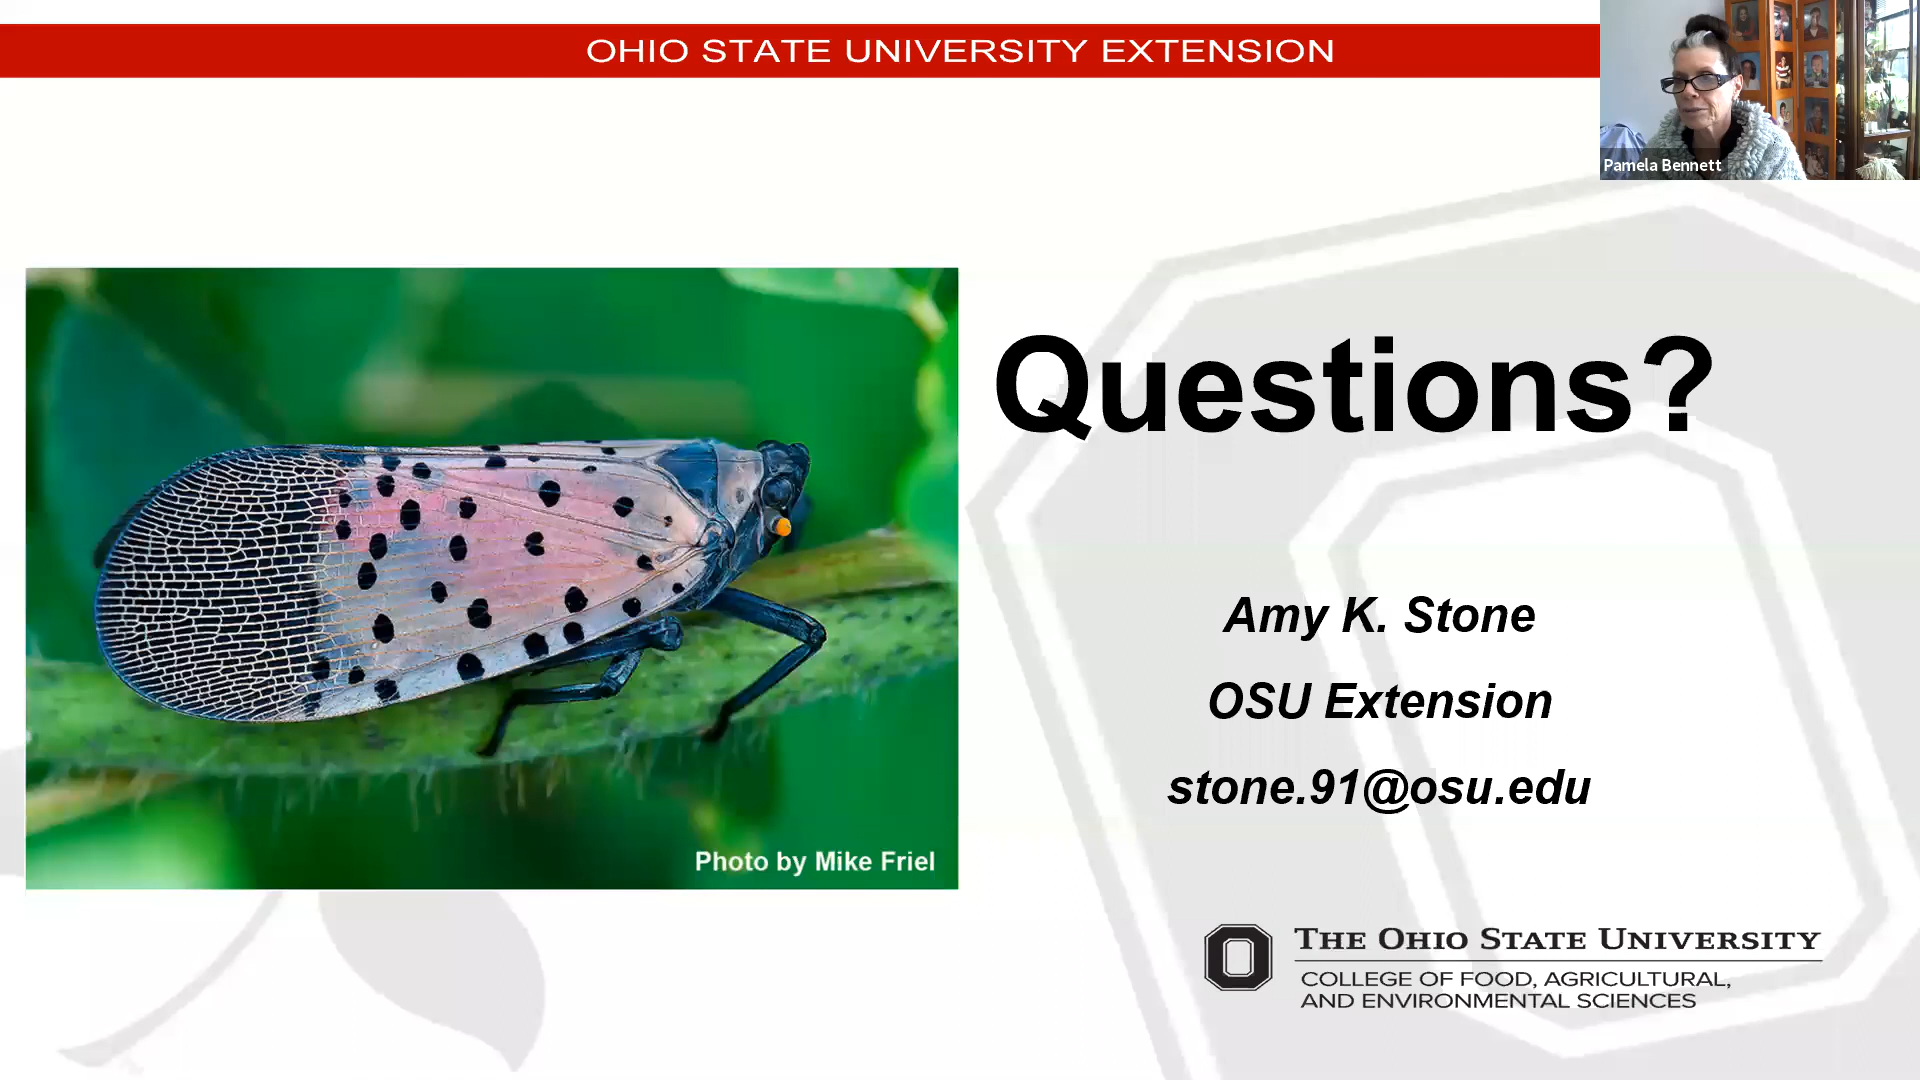 OHIO STATE UNIVERSITY EXTENSION
Pamela Bennett
Questions?
Amy K. Stone
OSU Extension
stone.91@osu.edu
Photo by Mike Friel
THE OHIO STATE UNIVERSITY
COLLEGE OF FOOD, AGRICULTURAL,
AND ENVIRONMENTAL SCIENCES